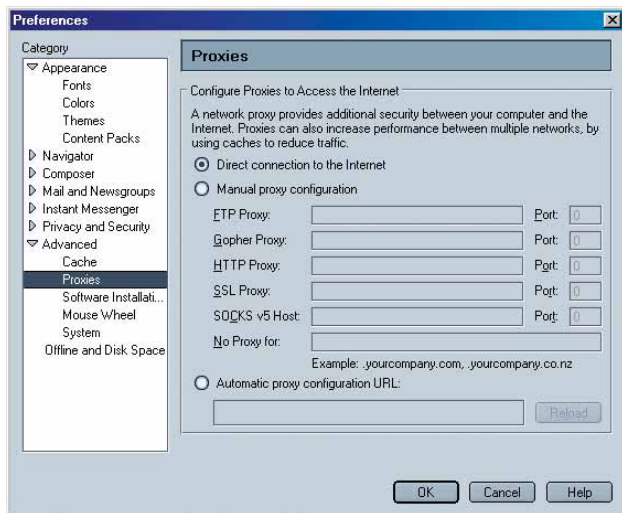 Preferences
Category
Appearance
Fonts
Colors
Themes
Content Packs
Navigator
Composer
Mail and Newsgroups
Instant Messenger
Privacy and Security
Advanced
Cache
Proxies
Software Installati...
Mouse Wheel
System
Offline and Disk Space
Proxies
Configure Proxies to Access the Internet
A network proxy provides additional security between your computer and the
Internet. Proxies can also increase performance between multiple networks, by
using caches to reduce traffic.
Direct connection to the Internet
Manual proxy configuration
FTP Proxy: Port: 0
Gopher Proxy: Port: 0
HTTP Proxy: Port: 0
SSL Proxy: Port: 0
SOCKS v5 Host: Port: 0
No Proxy for:
Example: .yourcompany.com, .yourcompany.co.nz
Automatic proxy configuration URL:
Reload
OK Cancel Help